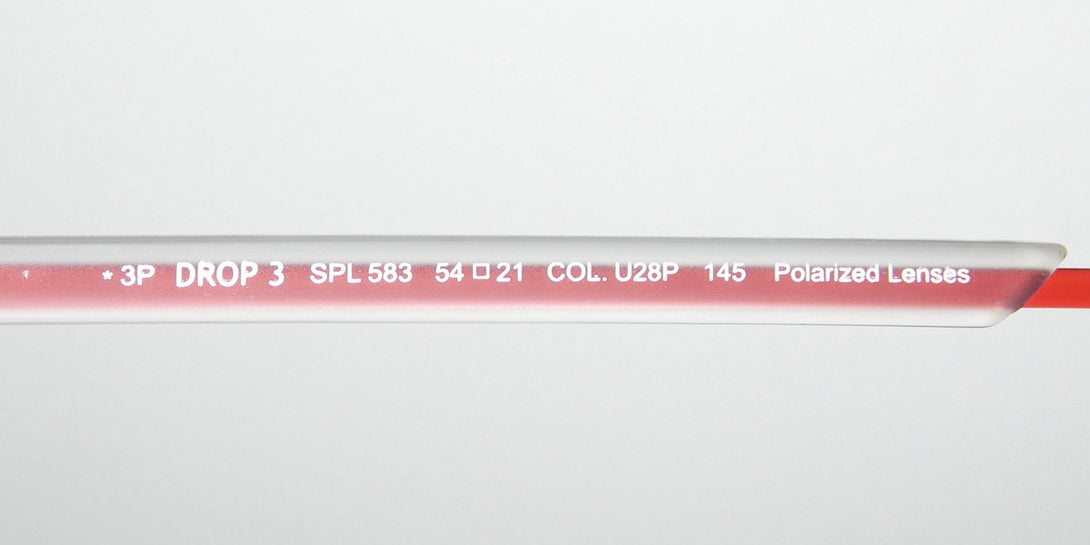 * 3P DROP 3 SPL 583 54 □ 21 COL. U28P 145 Polarized Lenses